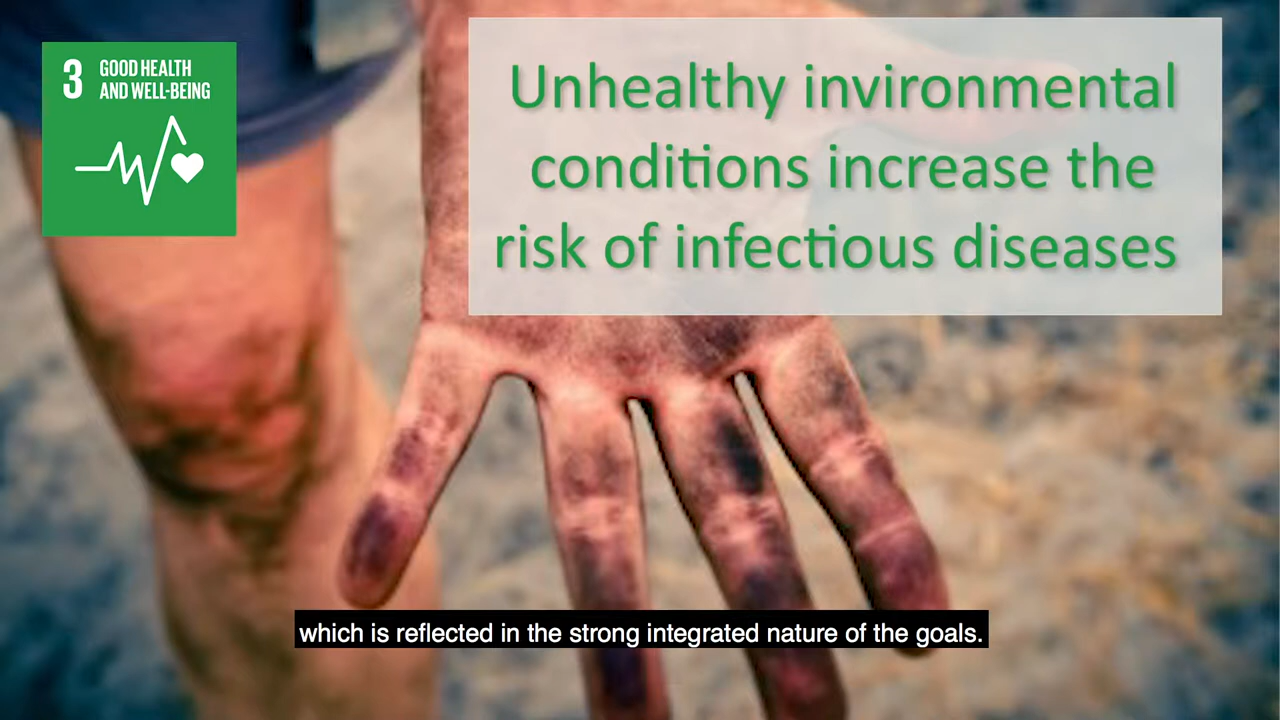 3 GOOD HEALTH
AND WELL-BEING
Unhealthy invironmental
conditions increase the
risk of infectious diseases
which is reflected in the strong integrated nature of the goals.